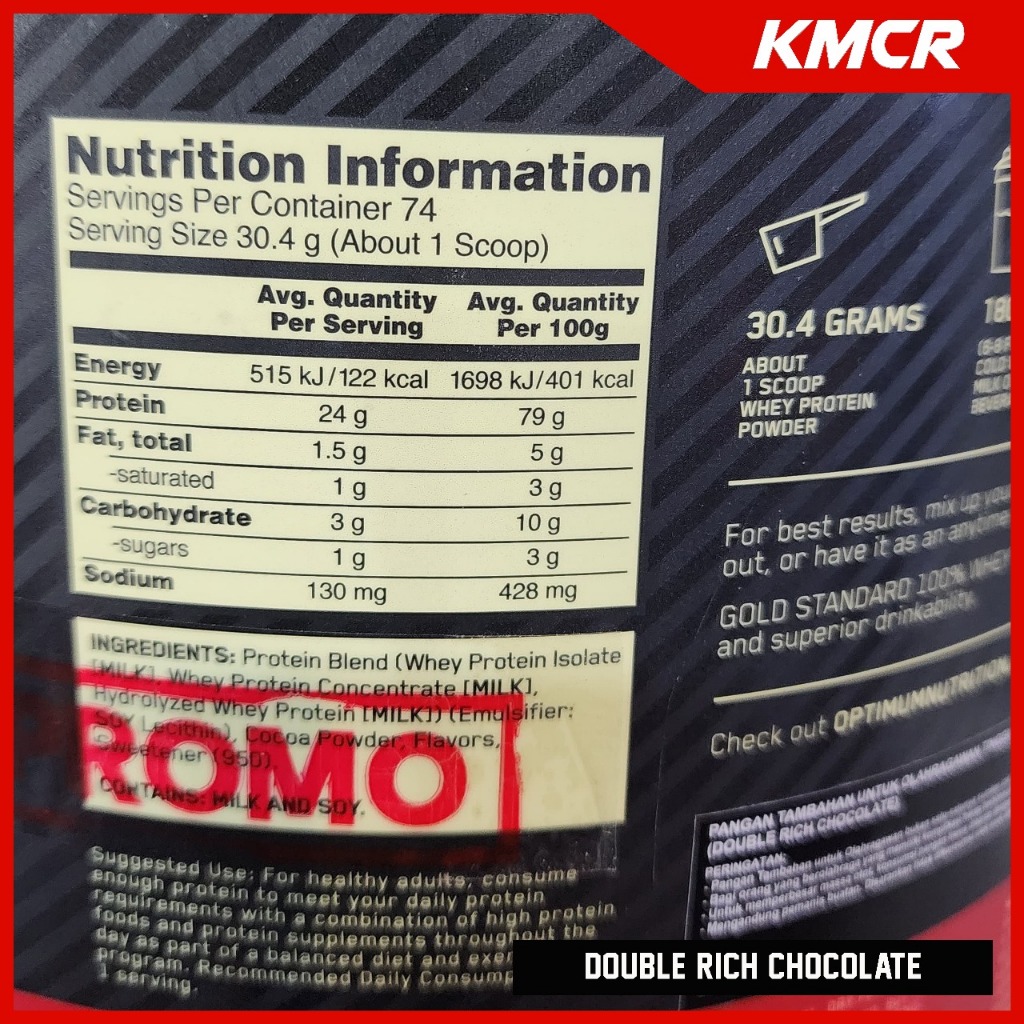 KMCR
Nutrition Information
Servings Per Container 74
Serving Size 30.4 g (About 1 Scoop)
Avg. Quantity Per Serving Avg. Quantity Per 100g
Energy 515 kJ/122 kcal 1698 kJ/401 kcal
Protein 24 g 79 g
Fat, total 1.5 g 5 g
-saturated 1 g 3 g
Carbohydrate 3 g 10 g
-sugars 1 g 3 g
Sodium 130 mg 428 mg
INGREDIENTS: Protein Blend (Whey Protein Isolate
[MILK], Whey Protein Concentrate [MILK],
Hydrolyzed Whey Protein [MILK]) (Emulsifier:
SOY Lecithin), Cocoa Powder, Flavors,
Sweetener (950).
CONTAINS: MILK AND SOY.
ROMO
Suggested Use: For healthy adults, consume
enough protein to meet your daily protein
requirements with a combination of high protein
foods and protein supplements throughout the
day as part of a balanced diet and exer
program. Recommended Daily Consump
1 serving.
30.4 GRAMS
ABOUT
1 SCOOP
WHEY PROTEIN
POWDER
For best results, mix up you
out, or have it as an anytime
GOLD STANDARD 100% WHEY
and superior drinkability.
Check out OPTIMUMNUTRITION
PANGAN TAMBAHAN UNTUK OLAHRAGAWAN
(DOUBLE RICH CHOCOLATE)
PERINGATAN:
DOUBLE RICH CHOCOLATE